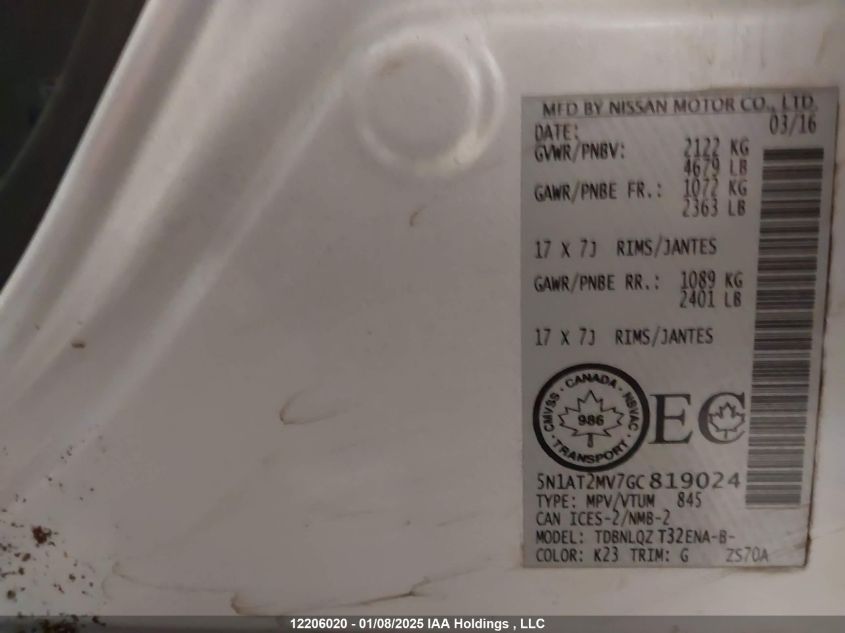 MFD BY NISSAN MOTOR CO., LTD.
DATE: 03/16
GVWR/PNBV: 2122 KG
4679 LB
GAWR/PNBE FR.: 1072 KG
2363 LB
17 X 7J RIMS/JANTES
GAWR/PNBE RR.: 1089 KG
2401 LB
17 X 7J RIMS/JANTES
CANADA
CMVSS · NSVAC
986
TRANSPORT
EC
5N1AT2MV7GC819024
TYPE: MPV/VTUM 845
CAN ICES-2/NMB-2
MODEL: TDBNLQZ T32ENA-B-
COLOR: K23 TRIM: G ZS70A
12206020 - 01/08/2025 IAA Holdings , LLC